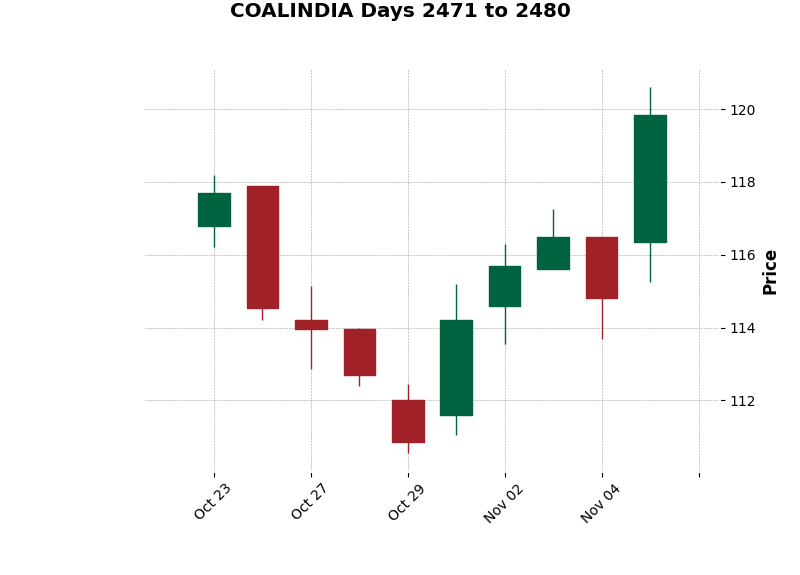 COALINDIA Days 2471 to 2480
120
118
116
114
112
Price
Oct 23
Oct 27
Oct 29
Nov 02
Nov 04